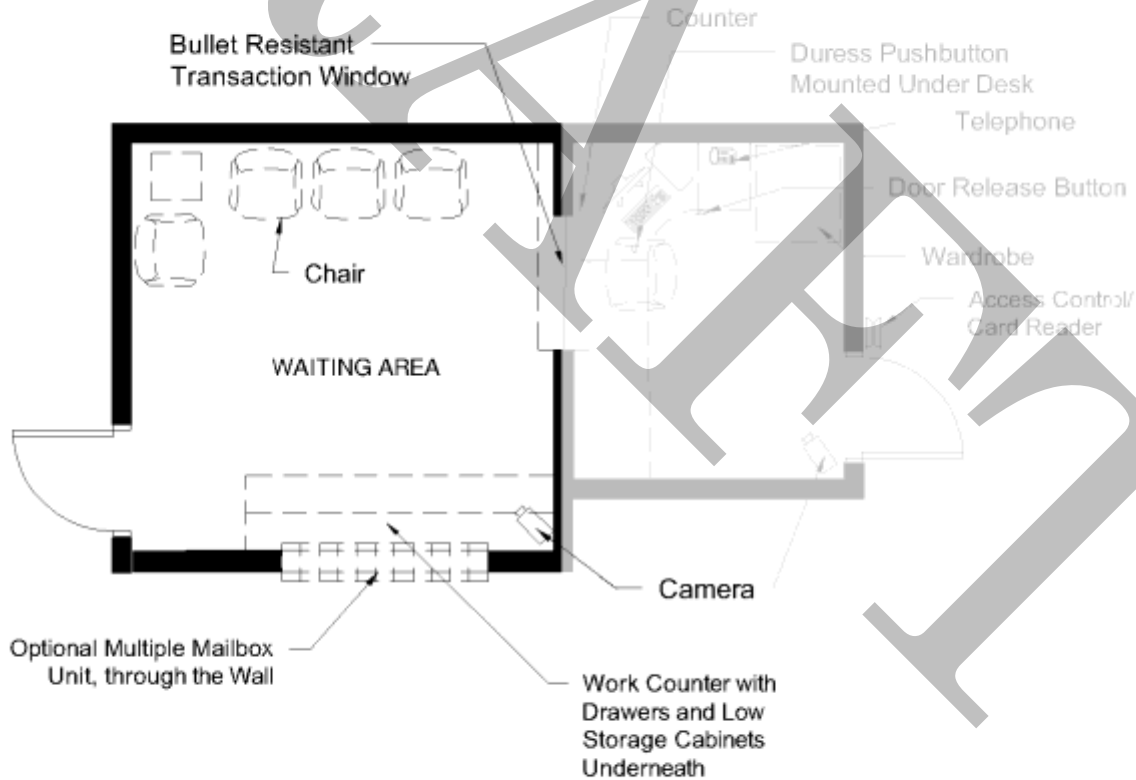 Counter
Bullet Resistant
Transaction Window
Duress Pushbutton
Mounted Under Desk
Telephone
Door Release Button
Chair
Wardrobe
Access Control/
Card Reader
WAITING AREA
Camera
Optional Multiple Mailbox
Unit, through the Wall
Work Counter with
Drawers and Low
Storage Cabinets
Underneath